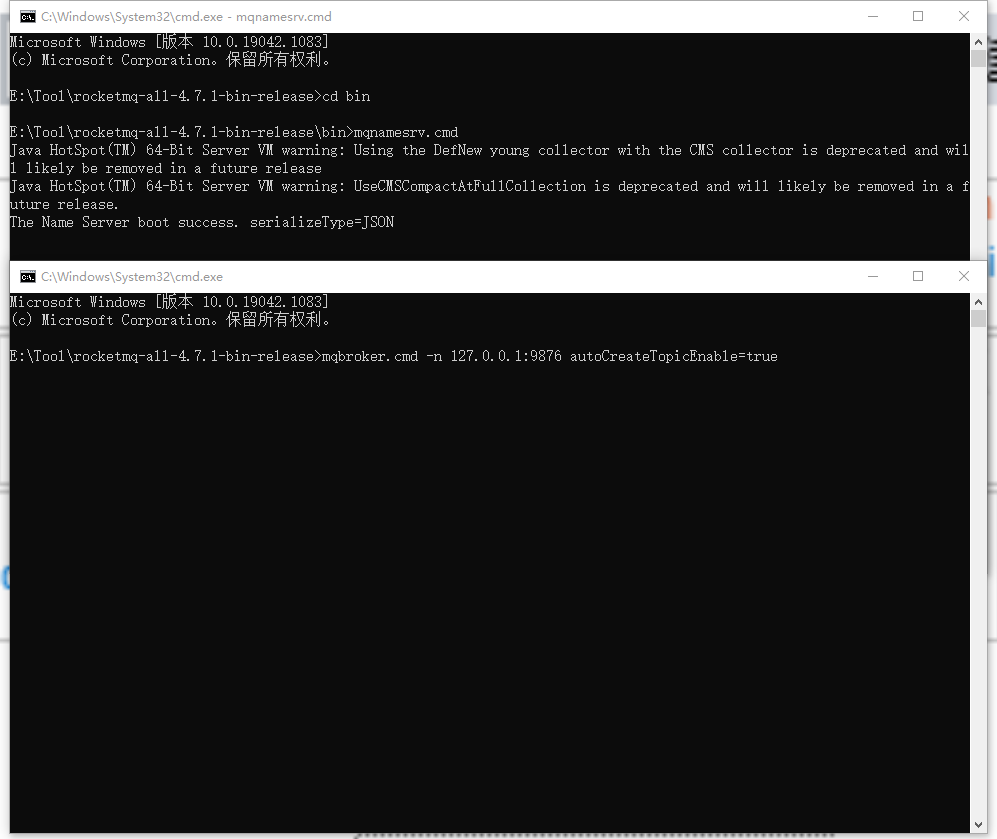 C:\Windows\System32\cmd.exe - mqnamesrv.cmd
Microsoft Windows [版本 10.0.19042.1083]
(c) Microsoft Corporation。保留所有权利。
E:\Tool\rocketmq-all-4.7.1-bin-release>cd bin
E:\Tool\rocketmq-all-4.7.1-bin-release\bin>mqnamesrv.cmd
Java HotSpot(TM) 64-Bit Server VM warning: Using the DefNew young collector with the CMS collector is deprecated and wil
l likely be removed in a future release
Java HotSpot(TM) 64-Bit Server VM warning: UseCMSCompactAtFullCollection is deprecated and will likely be removed in a f
uture release.
The Name Server boot success. serializeType=JSON
C:\Windows\System32\cmd.exe
Microsoft Windows [版本 10.0.19042.1083]
(c) Microsoft Corporation。保留所有权利。
E:\Tool\rocketmq-all-4.7.1-bin-release>mqbroker.cmd -n 127.0.0.1:9876 autoCreateTopicEnable=true